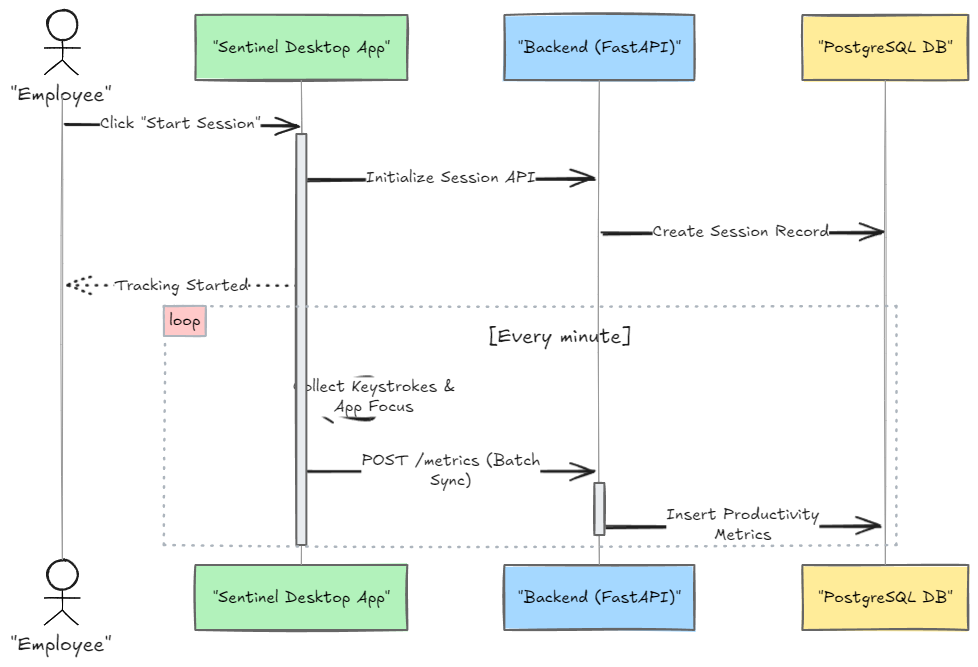 "Sentinel Desktop App"
"Backend (FastAPI)"
"PostgreSQL DB"
"Employee"
Click "Start Session"
Initialize Session API
Create Session Record
Tracking Started
loop
[Every minute]
Keystrokes &
App Focus
POST /metrics (Batch
Sync)
Insert Productivity
Metrics
"Sentinel Desktop App"
"Backend (FastAPI)"
"PostgreSQL DB"
"Employee"